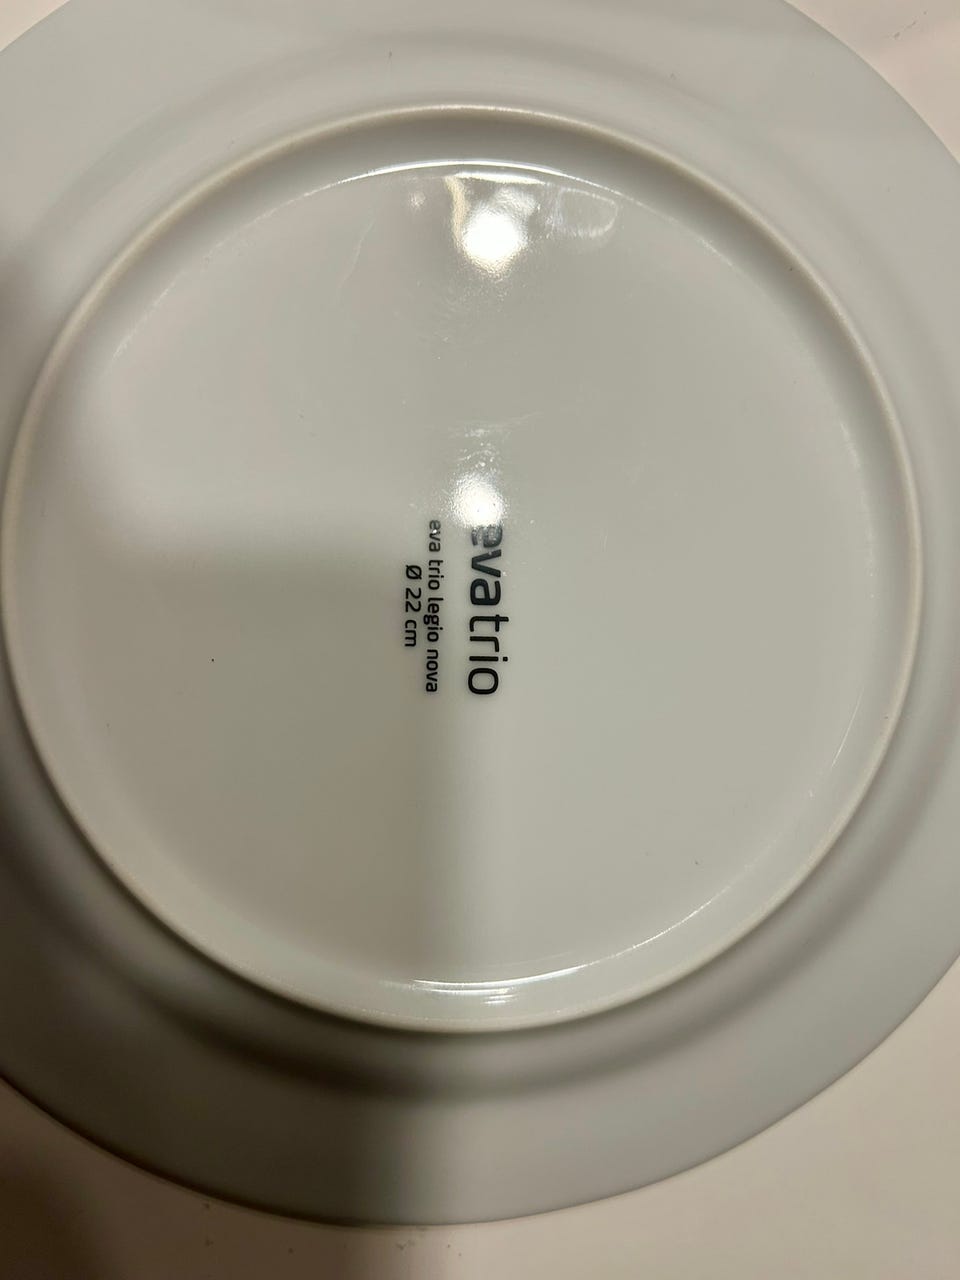 evatrio
eva trio legio nova
Ø 22 cm